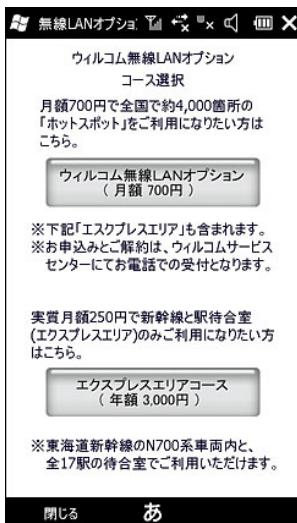 無線LANオプショ:
ウィルコム無線LANオプション
コース選択
月額700円で全国で約4,000箇所の
「ホットスポット」をご利用になりたい方は
こちら。
ウィルコム無線LANオプション
( 月額 700円 )
※下記「エスクプレスエリア」も含まれます。
※お申込みとご解約は、ウィルコムサービス
センターにてお電話での受付となります。
実質月額250円で新幹線と駅待合室
(エクスプレスエリア)のみご利用になりたい方
はこちら。
エクスプレスエリアコース
( 年額 3,000円 )
※東海道新幹線のN700系車両内と、
全17駅の待合室でご利用いただけます。
閉じる
あ